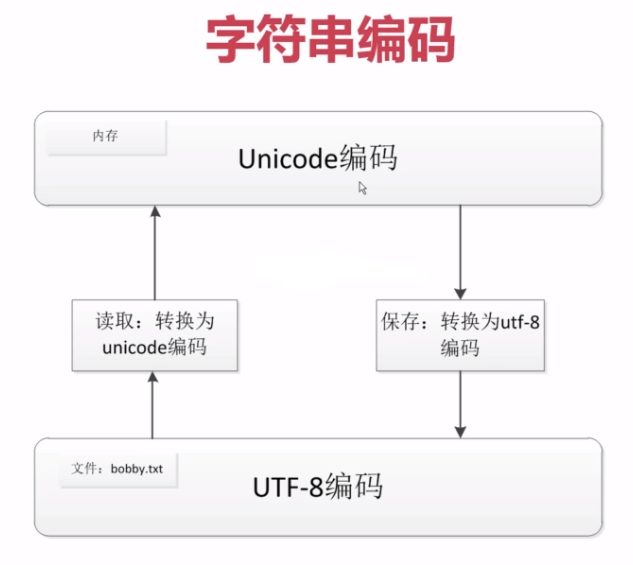 字符串编码
内存
Unicode编码
读取：转换为
unicode编码
保存：转换为utf-8
编码
文件：bobby.txt
UTF-8编码